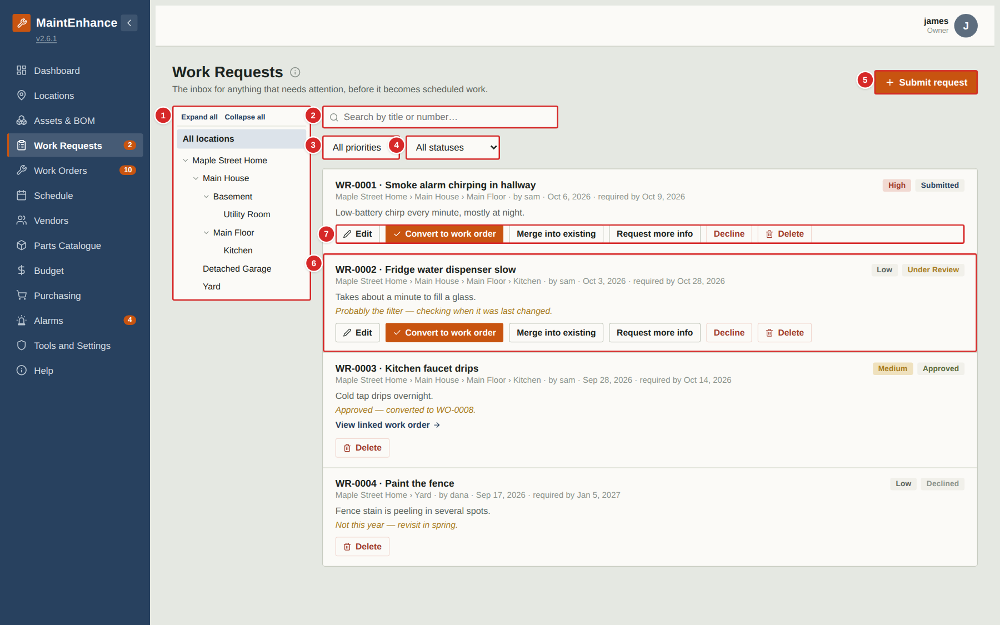 MaintEnhance
v2.6.1
Dashboard
Locations
Assets & BOM
Work Requests 2
Work Orders 10
Schedule
Vendors
Parts Catalogue
Budget
Purchasing
Alarms 4
Tools and Settings
Help
james
Owner
J
Work Requests
The inbox for anything that needs attention, before it becomes scheduled work.
5 Submit request
1
Expand all Collapse all
All locations
Maple Street Home
Main House
Basement
Utility Room
Main Floor
Kitchen
Detached Garage
Yard
2 Search by title or number…
3 All priorities 4 All statuses
WR-0001 · Smoke alarm chirping in hallway High Submitted
Maple Street Home › Main House › Main Floor · by sam · Oct 6, 2026 · required by Oct 9, 2026
Low-battery chirp every minute, mostly at night.
7 Edit Convert to work order Merge into existing Request more info Decline Delete
6
WR-0002 · Fridge water dispenser slow Low Under Review
Maple Street Home › Main House › Main Floor › Kitchen · by sam · Oct 3, 2026 · required by Oct 28, 2026
Takes about a minute to fill a glass.
Probably the filter — checking when it was last changed.
Edit Convert to work order Merge into existing Request more info Decline Delete
WR-0003 · Kitchen faucet drips Medium Approved
Maple Street Home › Main House › Main Floor › Kitchen · by sam · Sep 28, 2026 · required by Oct 14, 2026
Cold tap drips overnight.
Approved — converted to WO-0008.
View linked work order →
Delete
WR-0004 · Paint the fence Low Declined
Maple Street Home › Yard · by dana · Sep 17, 2026 · required by Jan 5, 2027
Fence stain is peeling in several spots.
Not this year — revisit in spring.
Delete